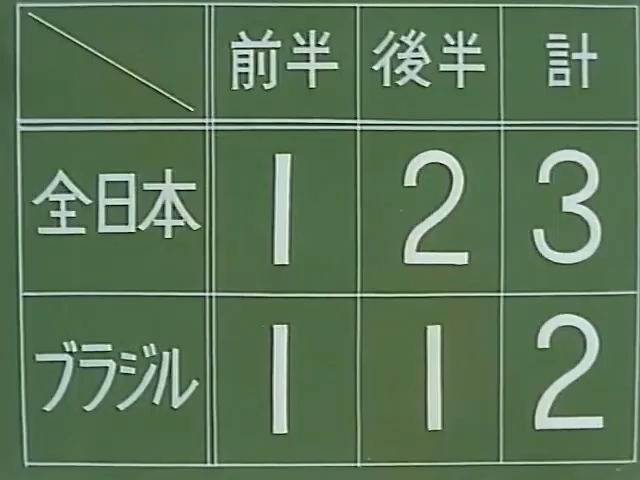 前半 後半 計
全日本 1 2 3
ブラジル 1 1 2